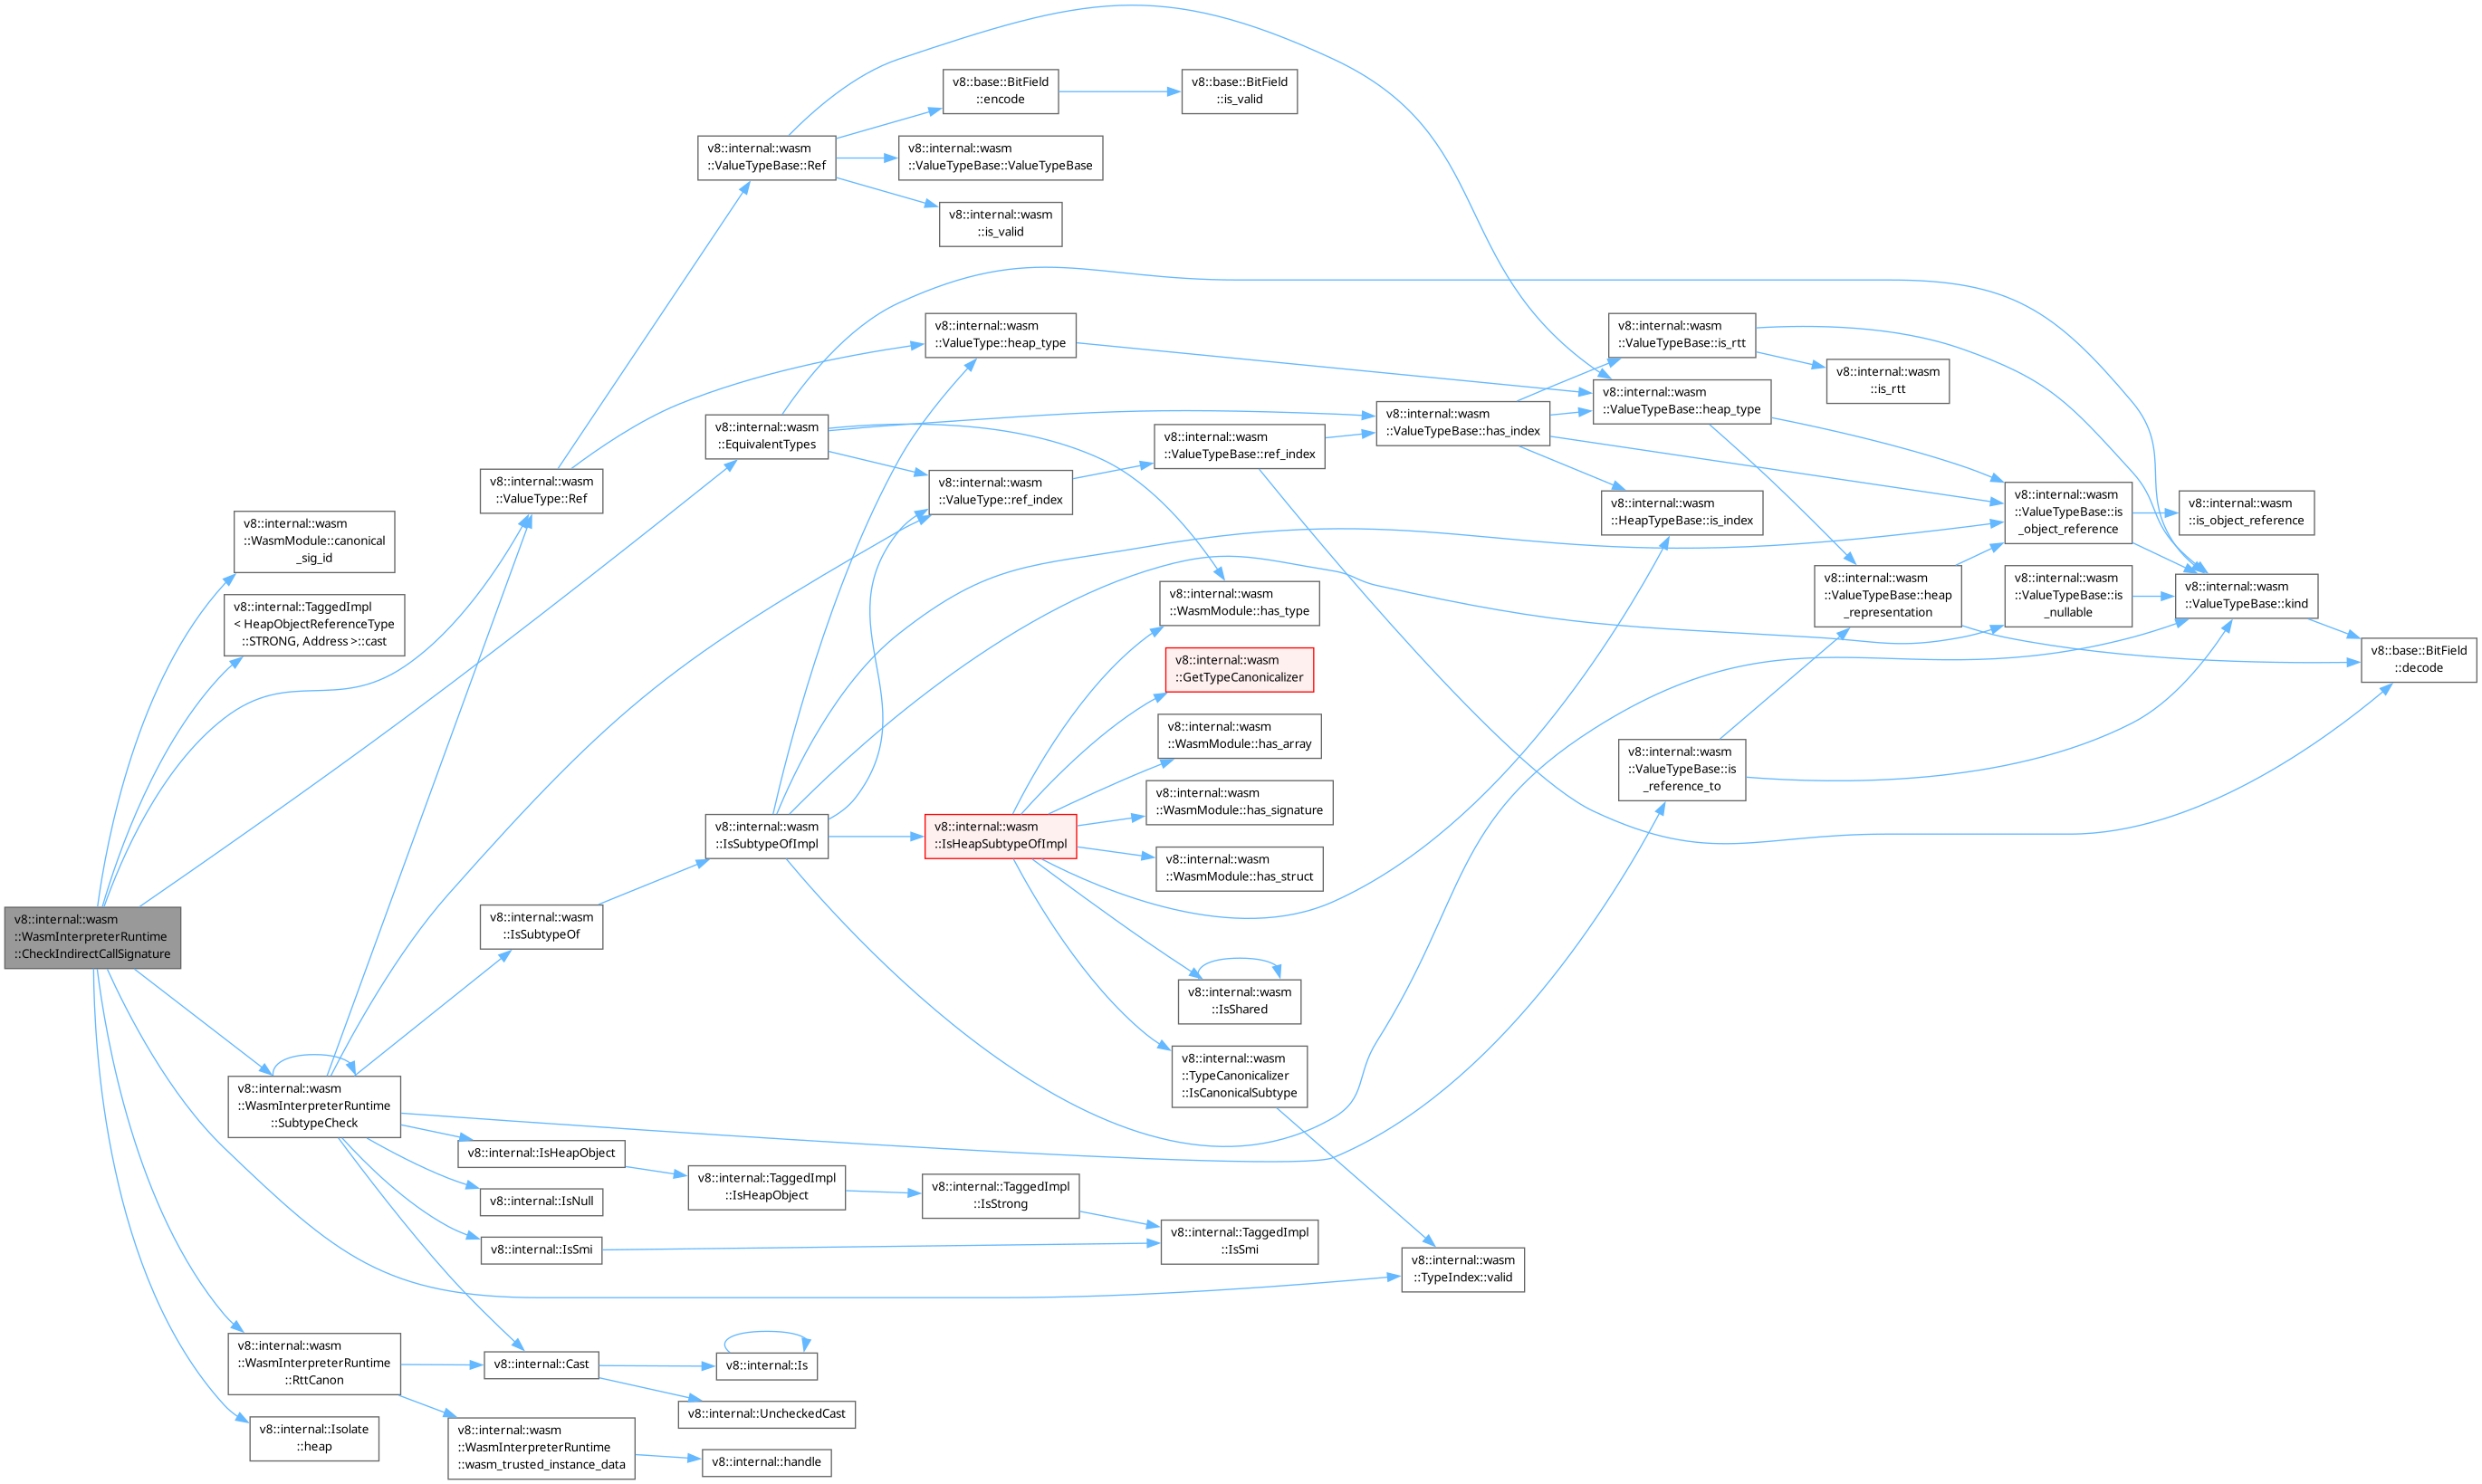 v8::internal::wasm
::WasmInterpreterRuntime
::CheckIndirectCallSignature
v8::internal::wasm
::WasmModule::canonical
_sig_id
v8::internal::TaggedImpl
< HeapObjectReferenceType
::STRONG, Address >::cast
v8::internal::wasm
::WasmInterpreterRuntime
::SubtypeCheck
v8::internal::wasm
::WasmInterpreterRuntime
::RttCanon
v8::internal::Isolate
::heap
v8::internal::wasm
::ValueType::Ref
v8::internal::wasm
::IsSubtypeOf
v8::internal::IsHeapObject
v8::internal::IsNull
v8::internal::IsSmi
v8::internal::Cast
v8::internal::wasm
::WasmInterpreterRuntime
::wasm_trusted_instance_data
v8::internal::wasm
::ValueTypeBase::Ref
v8::internal::wasm
::EquivalentTypes
v8::internal::wasm
::IsSubtypeOfImpl
v8::internal::TaggedImpl
::IsHeapObject
v8::internal::Is
v8::internal::UncheckedCast
v8::internal::handle
v8::base::BitField
::encode
v8::internal::wasm
::ValueTypeBase::ValueTypeBase
v8::internal::wasm
::is_valid
v8::internal::wasm
::ValueType::heap_type
v8::internal::wasm
::ValueType::ref_index
v8::internal::wasm
::IsHeapSubtypeOfImpl
v8::internal::TaggedImpl
::IsStrong
v8::base::BitField
::is_valid
v8::internal::wasm
::ValueTypeBase::ref_index
v8::internal::wasm
::WasmModule::has_type
v8::internal::wasm
::GetTypeCanonicalizer
v8::internal::wasm
::WasmModule::has_array
v8::internal::wasm
::WasmModule::has_signature
v8::internal::wasm
::WasmModule::has_struct
v8::internal::wasm
::IsShared
v8::internal::wasm
::TypeCanonicalizer
::IsCanonicalSubtype
v8::internal::TaggedImpl
::IsSmi
v8::internal::wasm
::ValueTypeBase::has_index
v8::internal::wasm
::TypeIndex::valid
v8::internal::wasm
::ValueTypeBase::is_rtt
v8::internal::wasm
::ValueTypeBase::heap_type
v8::internal::wasm
::HeapTypeBase::is_index
v8::internal::wasm
::ValueTypeBase::is
_reference_to
v8::internal::wasm
::is_rtt
v8::internal::wasm
::ValueTypeBase::heap
_representation
v8::internal::wasm
::ValueTypeBase::is
_object_reference
v8::internal::wasm
::ValueTypeBase::is
_nullable
v8::internal::wasm
::is_object_reference
v8::internal::wasm
::ValueTypeBase::kind
v8::base::BitField
::decode